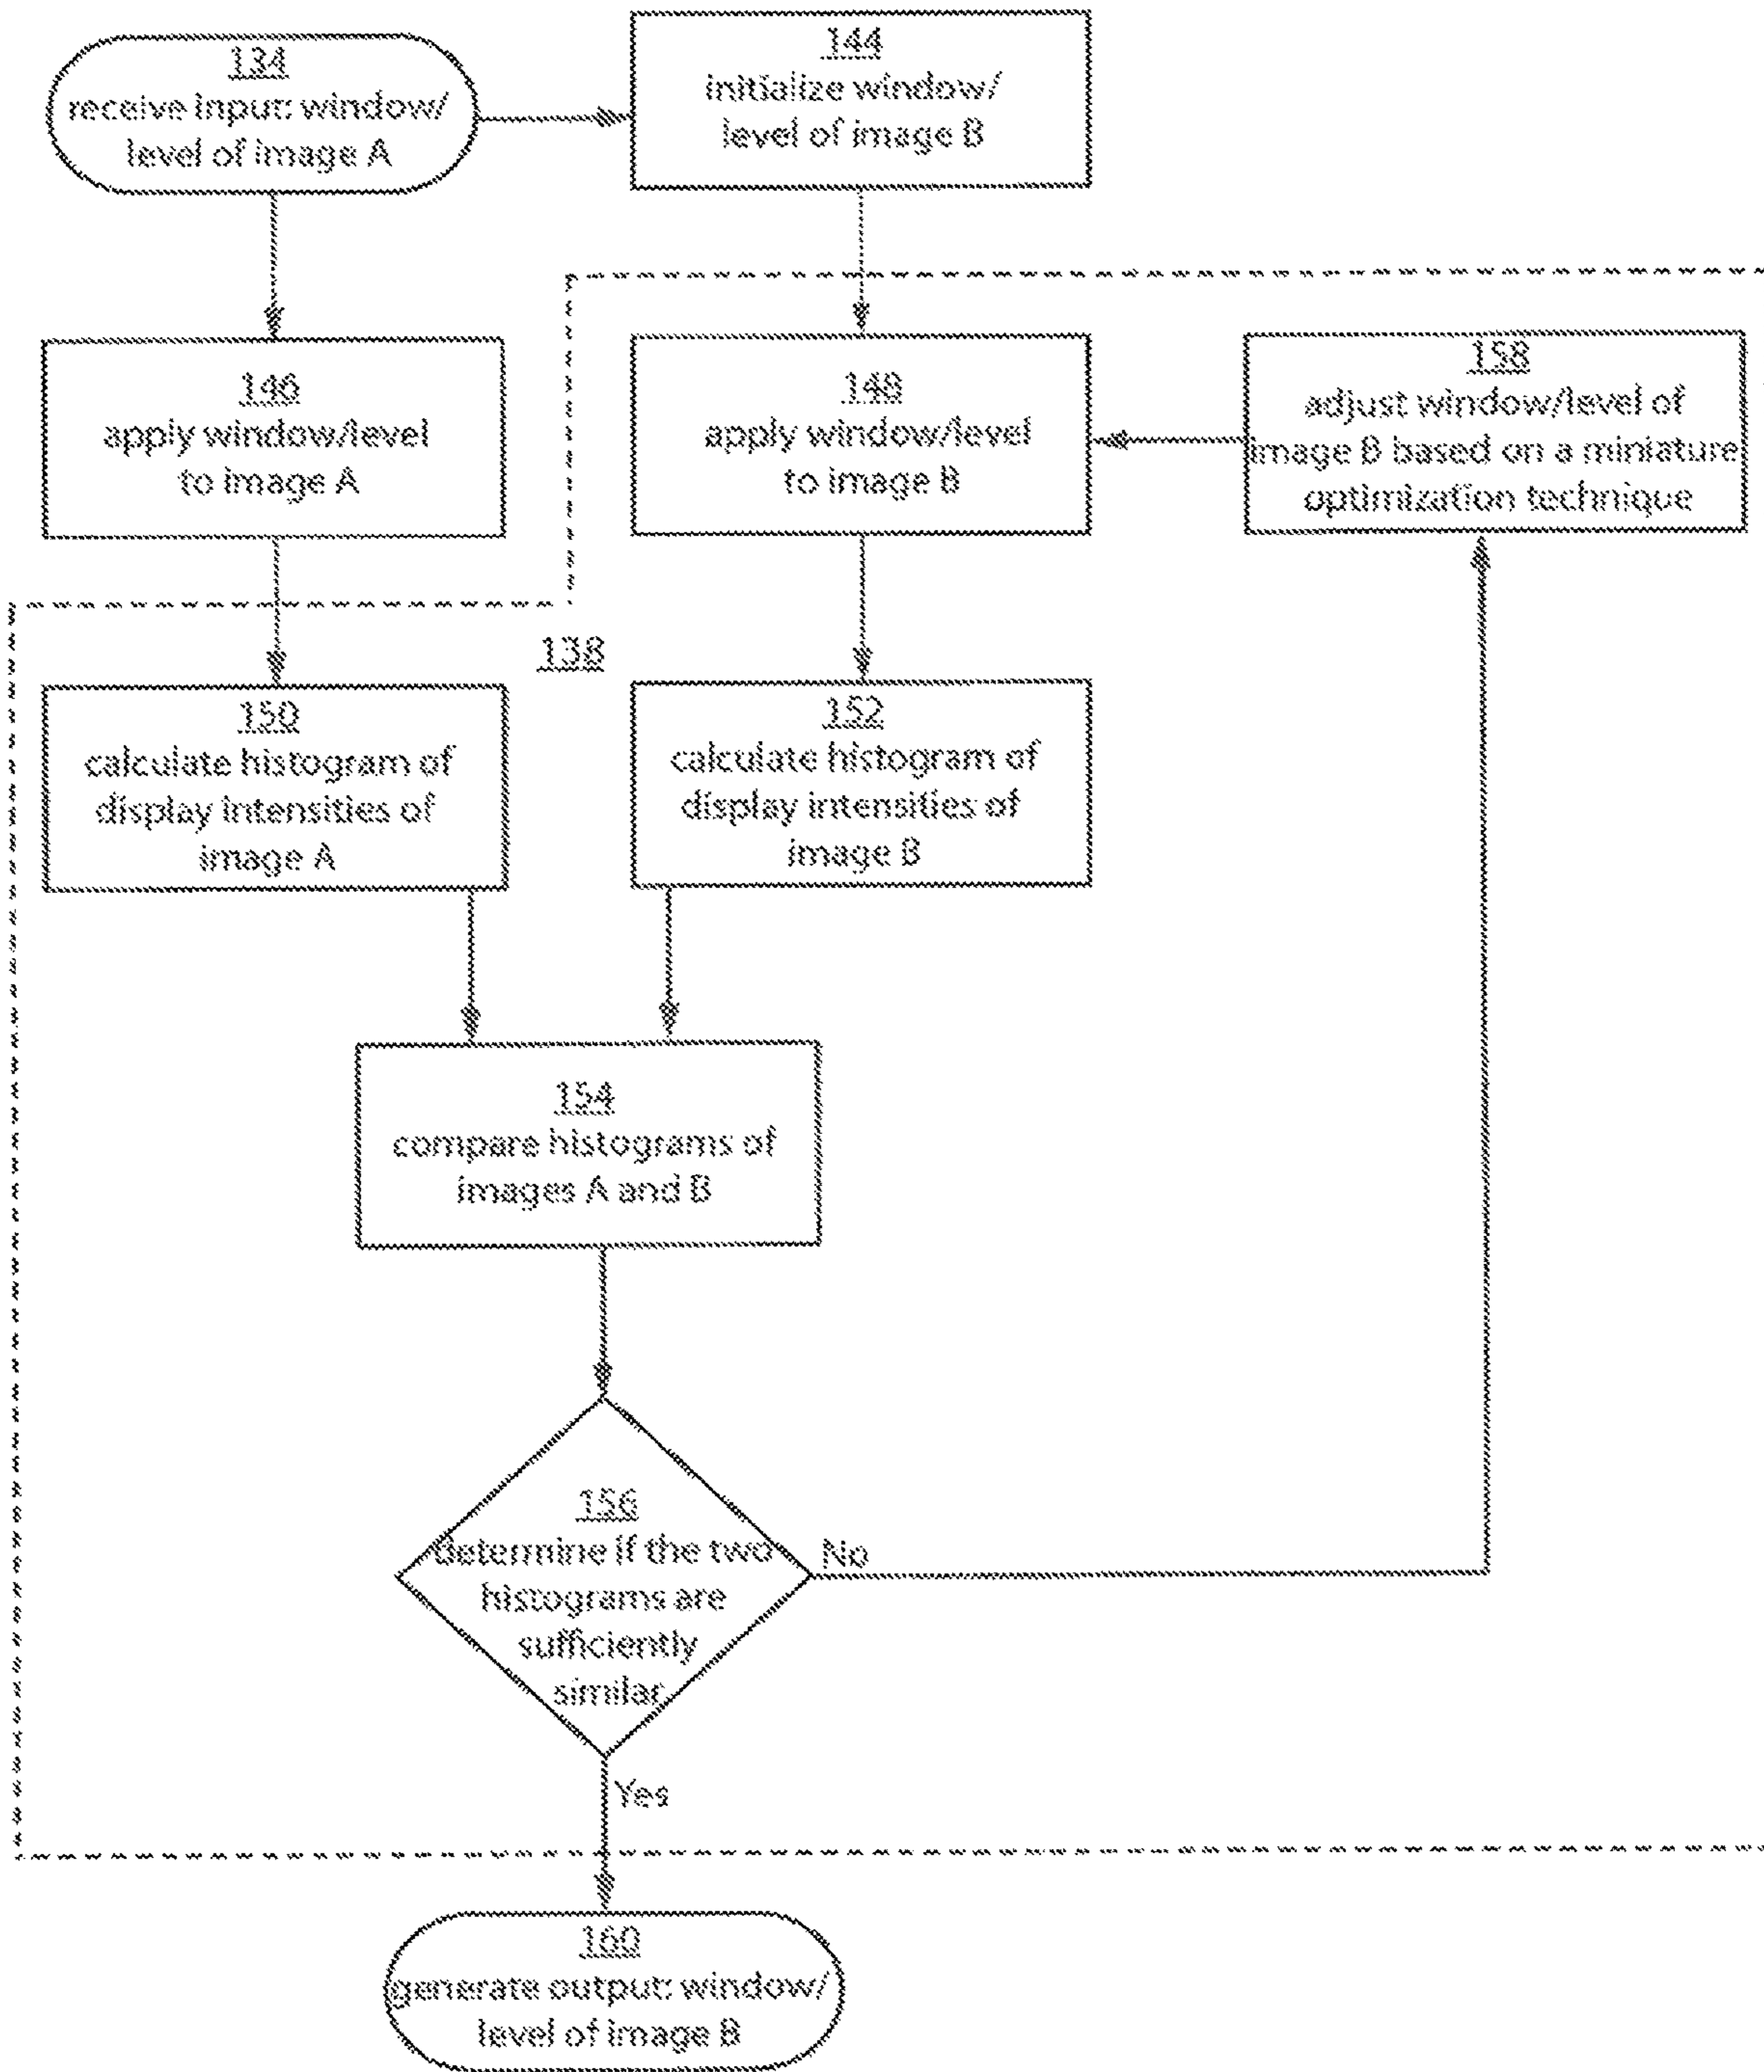 134
receive input: window/
level of image A
144
initialize window/
level of image B
146
apply window/level
to image A
148
apply window/level
to image B
158
adjust window/level of
image B based on a miniature
optimization technique
138
150
calculate histogram of
display intensities of
image A
152
calculate histogram of
display intensities of
image B
154
compare histograms of
images A and B
156
Determine if the two
histograms are
sufficiently
similar
No
Yes
160
generate output: window/
level of image B